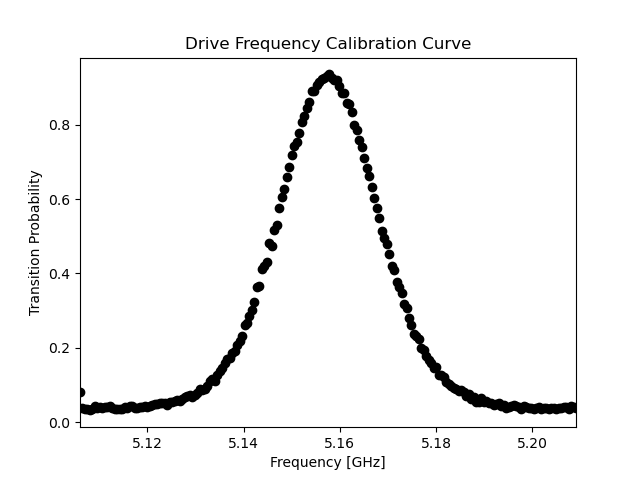 Drive Frequency Calibration Curve
Transition Probability
0.8
0.6
0.4
0.2
0.0
5.12 5.14 5.16 5.18 5.20
Frequency [GHz]